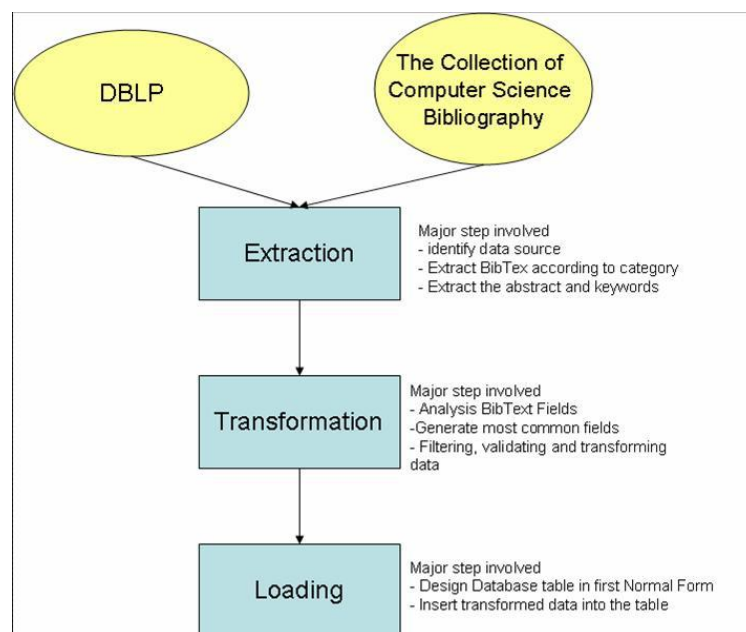 DBLP
The Collection of
Computer Science
Bibliography
Extraction
Major step involved
- identify data source
- Extract BibTex according to category
- Extract the abstract and keywords
Transformation
Major step involved
- Analysis BibText Fields
-Generate most common fields
- Filtering, validating and transforming
data
Loading
Major step involved
- Design Database table in first Normal Form
- Insert transformed data into the table